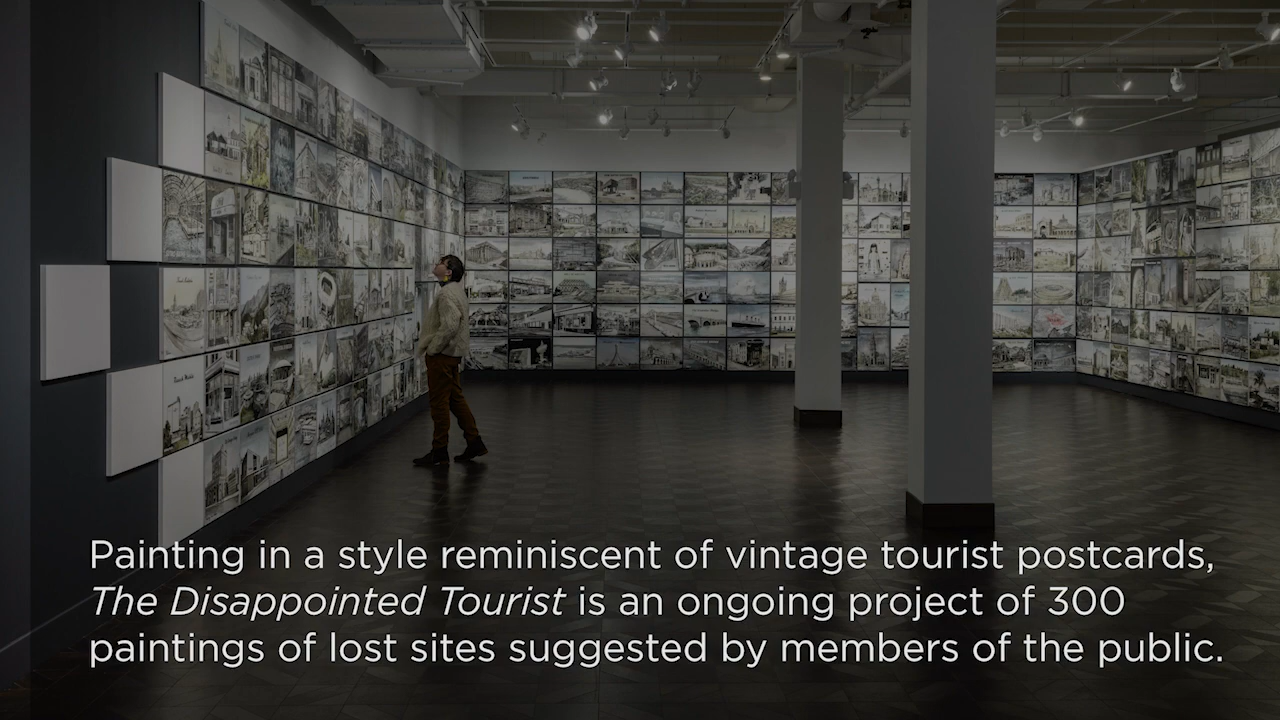 Painting in a style reminiscent of vintage tourist postcards,
The Disappointed Tourist is an ongoing project of 300
paintings of lost sites suggested by members of the public.